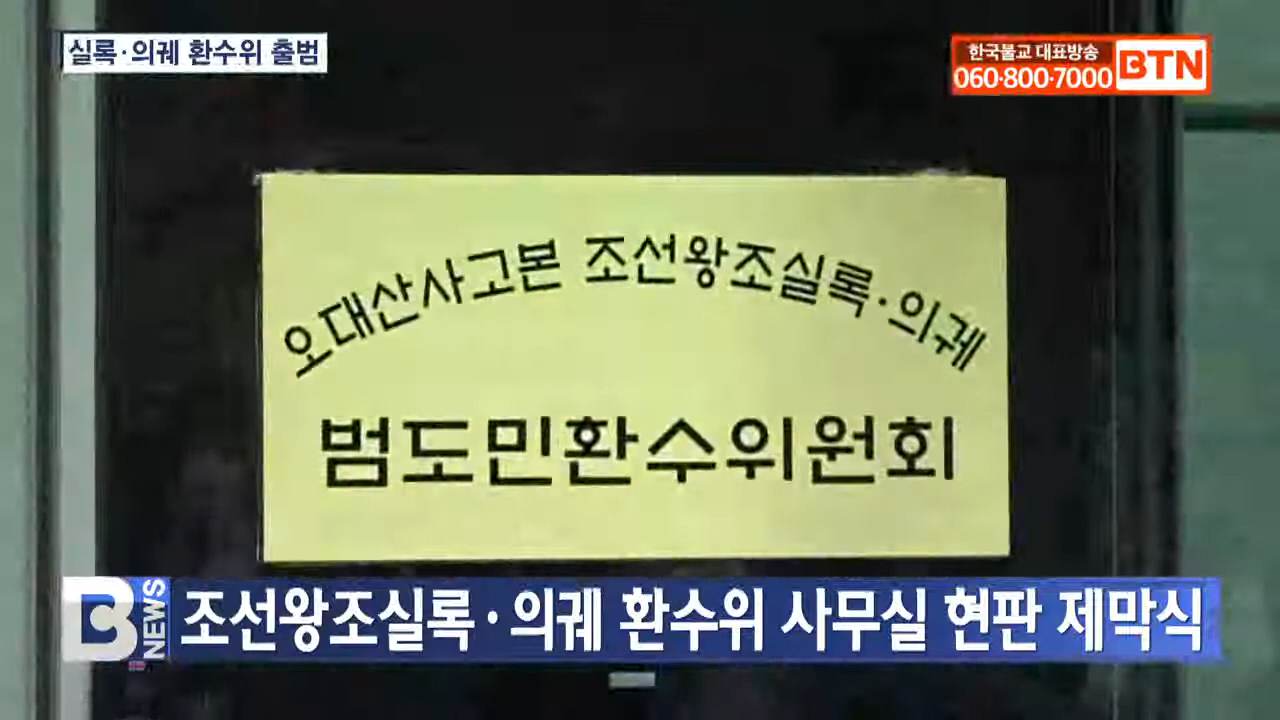 실록·의궤 환수위 출범
한국불교 대표방송
060·800·7000
BTN
오대산사고본 조선왕조실록·의궤
범도민환수위원회
B NEWS
조선왕조실록·의궤 환수위 사무실 현판 제막식